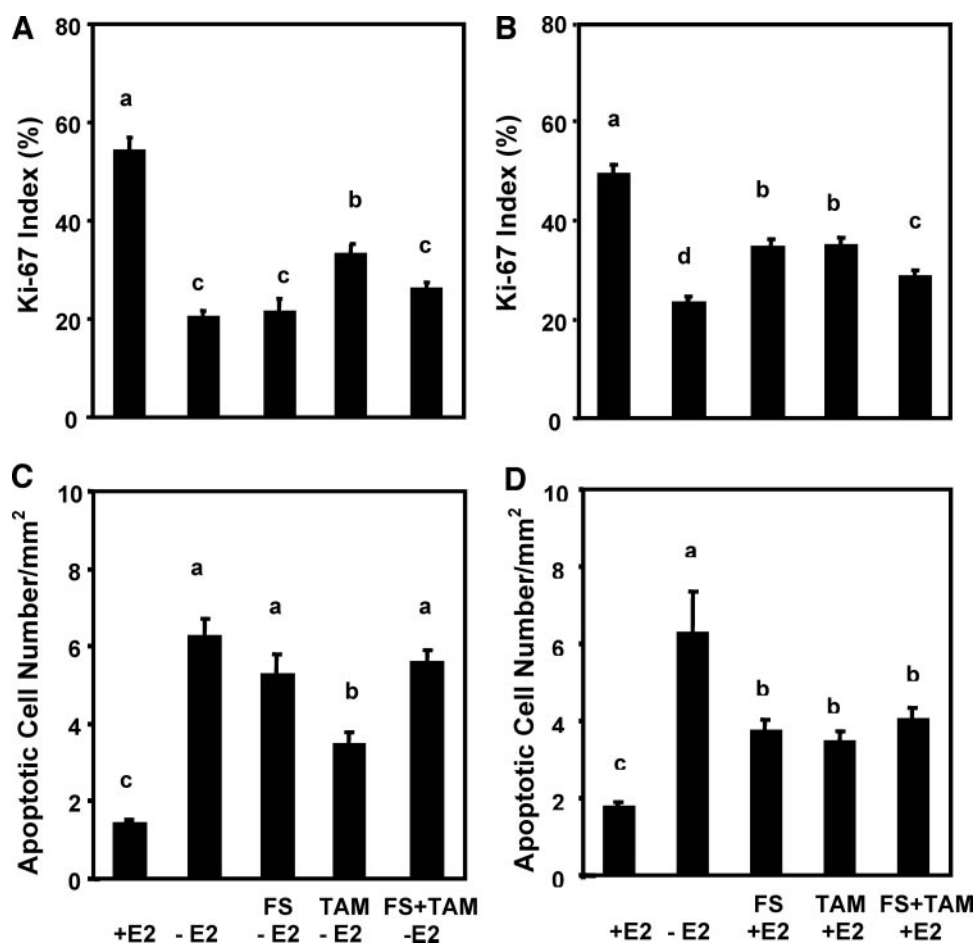 A
80
60
40
20
0
Ki-67 Index (%)
a
c
c
b
c
B
80
60
40
20
0
Ki-67 Index (%)
a
d
b
b
c
C
10
8
6
4
2
0
Apoptotic Cell Number/mm²
c
a
a
b
a
+E2
- E2
FS
- E2
TAM
- E2
FS+TAM
-E2
D
10
8
6
4
2
0
Apoptotic Cell Number/mm²
c
a
b
b
b
+E2
- E2
FS
+E2
TAM
+E2
FS+TAM
+E2